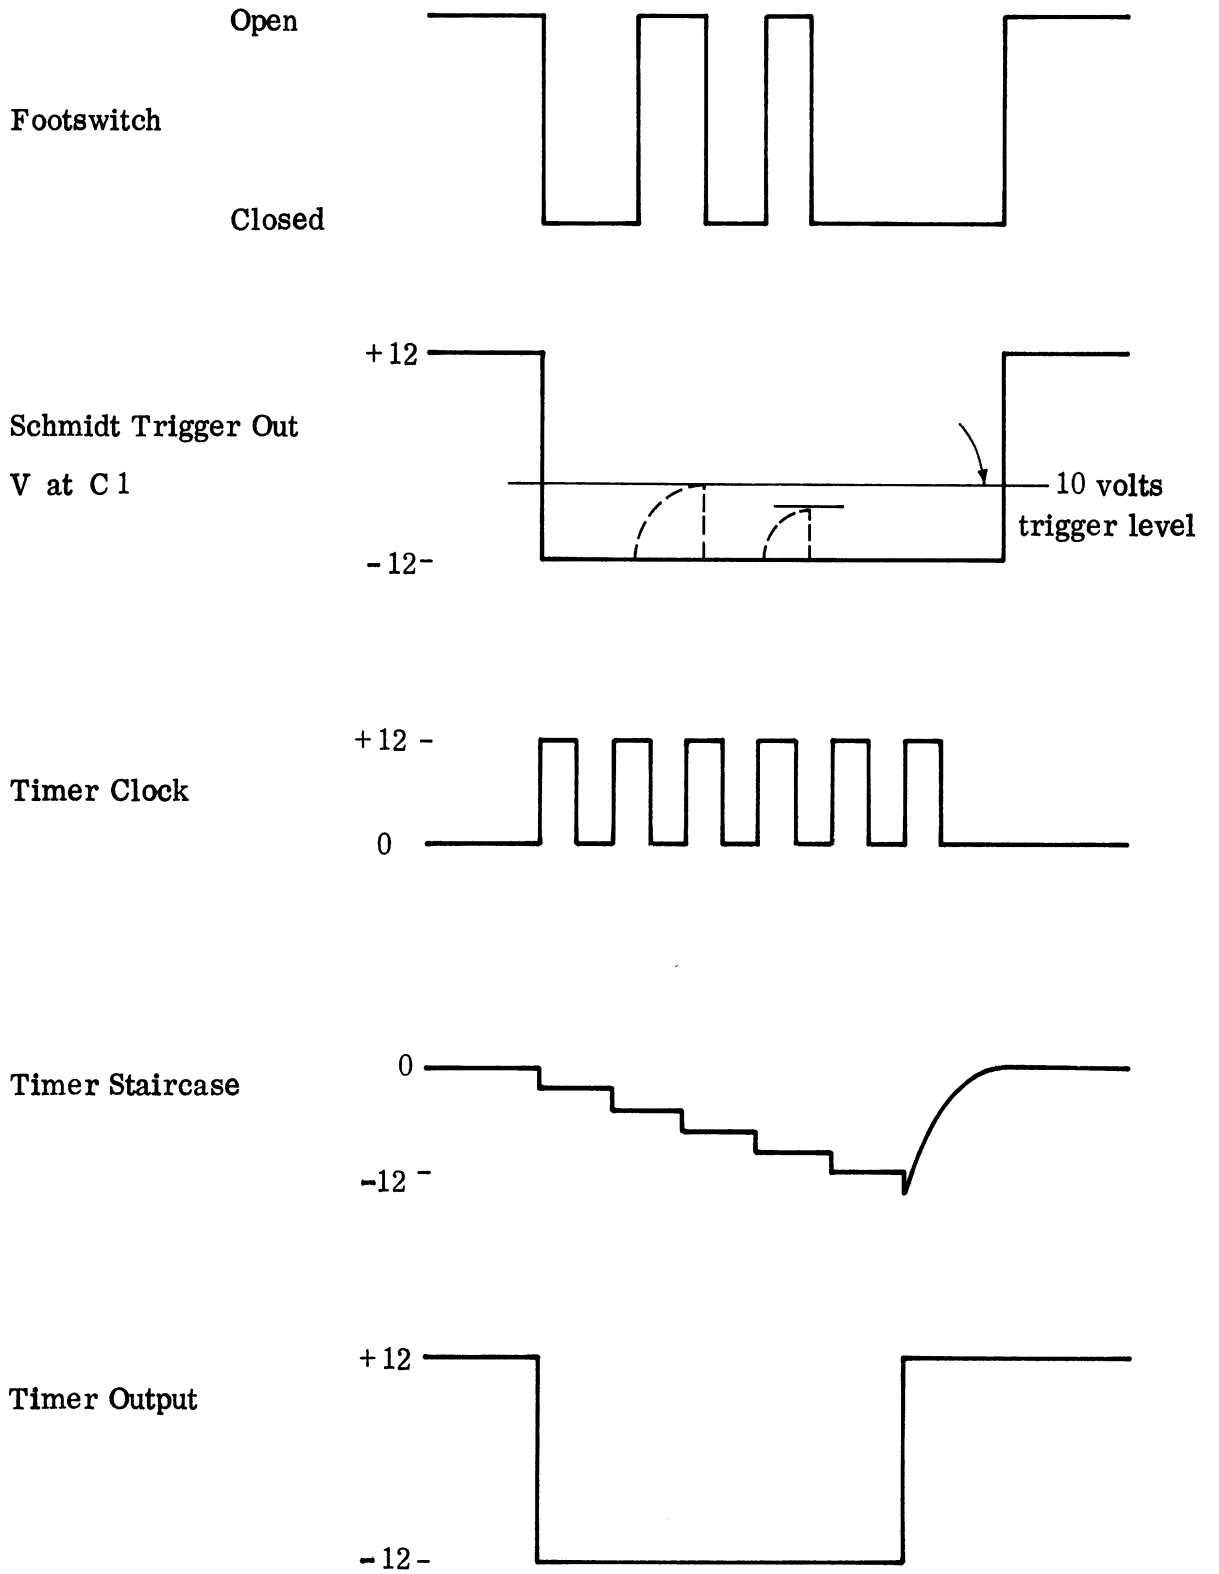 Open
Footswitch
Closed
+12
Schmidt Trigger Out
V at C1
10 volts
trigger level
-12
+12
Timer Clock
0
0
Timer Staircase
-12
+12
Timer Output
-12